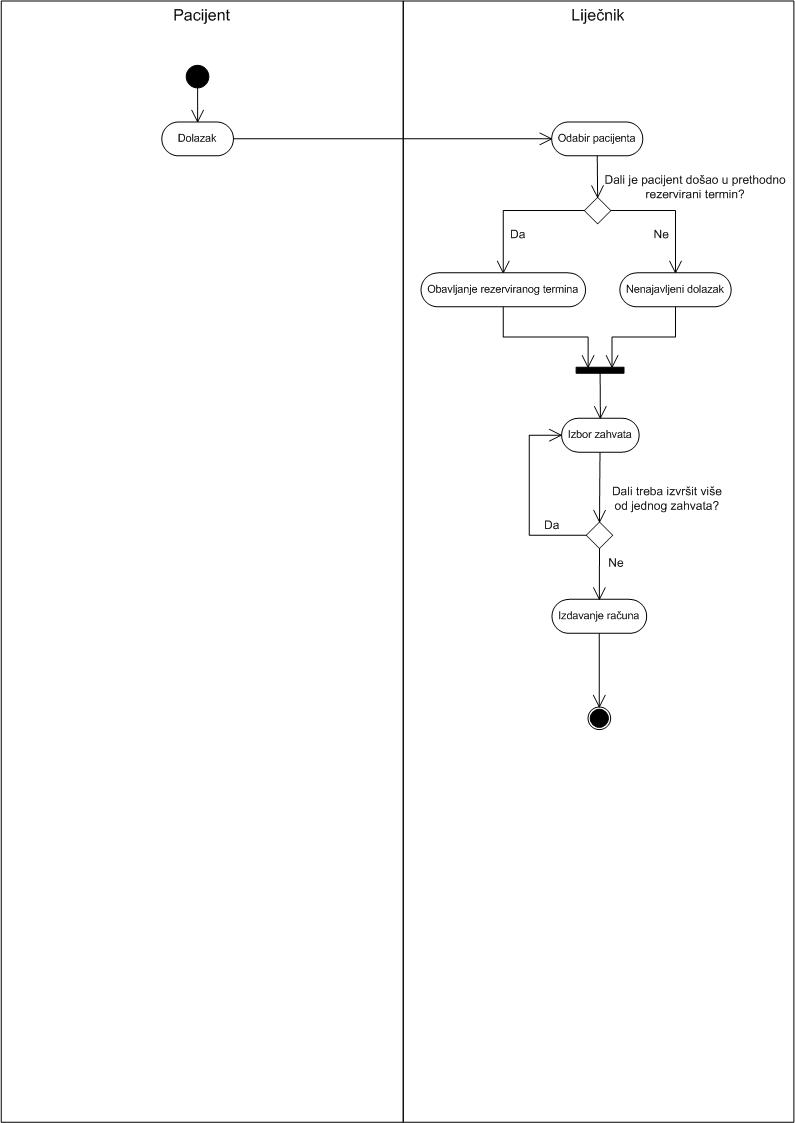 Pacijent
Liječnik
Dolazak
Odabir pacijenta
Dali je pacijent došao u prethodno
rezervirani termin?
Da
Ne
Obavljanje rezerviranog termina
Nenajavljeni dolazak
Izbor zahvata
Dali treba izvršit više
od jednog zahvata?
Da
Ne
Izdavanje računa